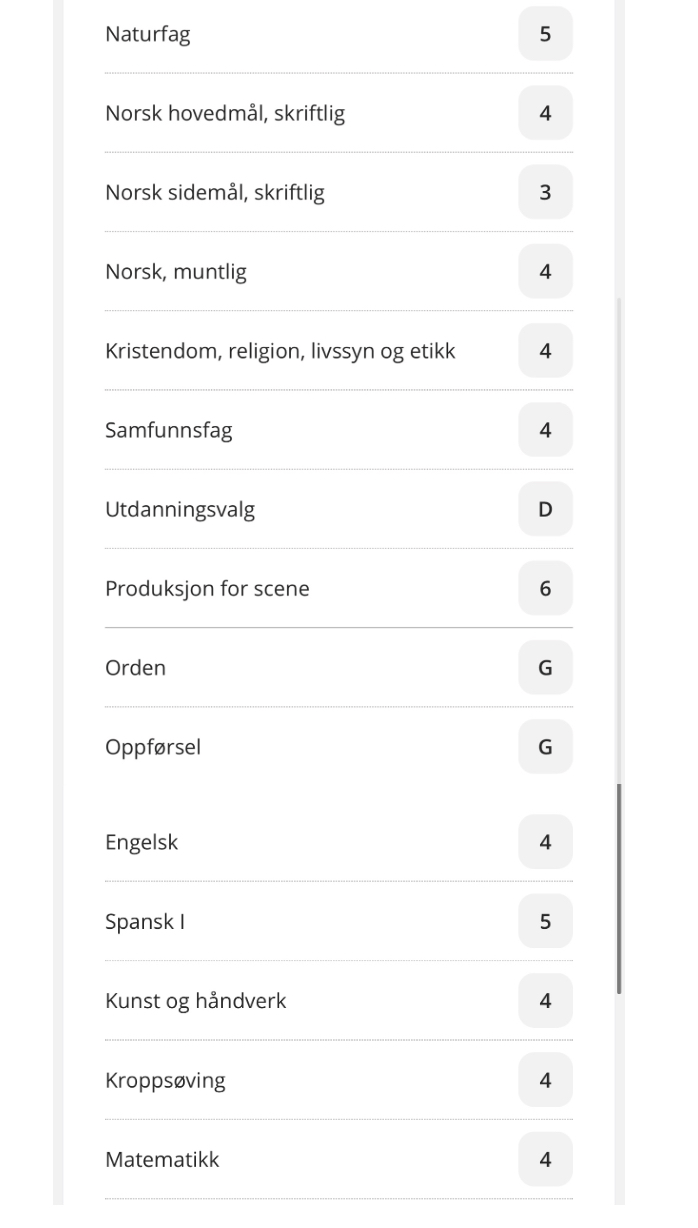 Naturfag 5
Norsk hovedmål, skriftlig 4
Norsk sidemål, skriftlig 3
Norsk, muntlig 4
Kristendom, religion, livssyn og etikk 4
Samfunnsfag 4
Utdanningsvalg D
Produksjon for scene 6
Orden G
Oppførsel G
Engelsk 4
Spansk I 5
Kunst og håndverk 4
Kroppsøving 4
Matematikk 4